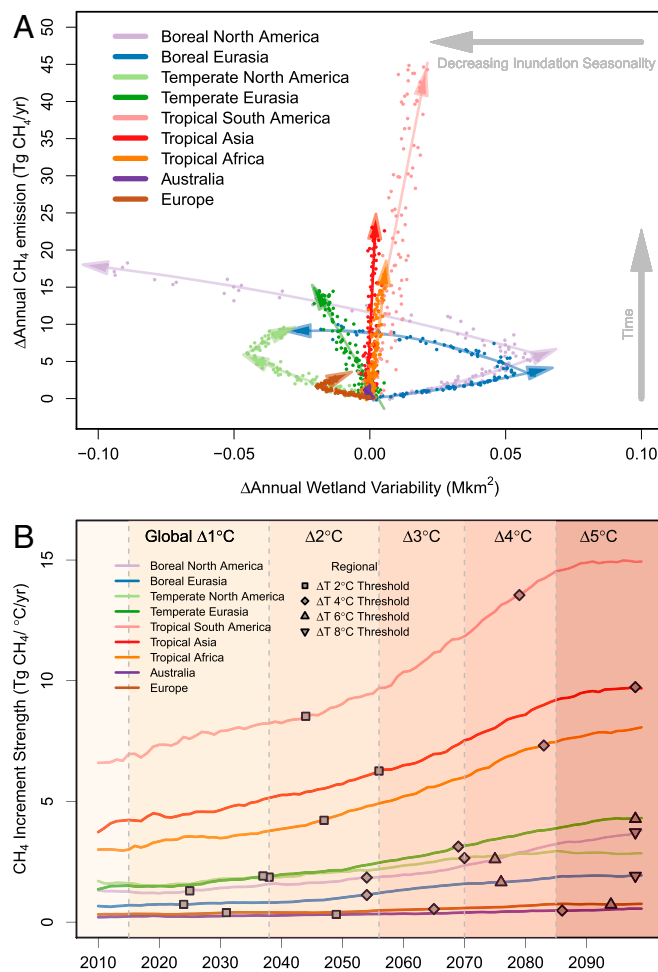 A
Boreal North America
Boreal Eurasia
Temperate North America
Temperate Eurasia
Tropical South America
Tropical Asia
Tropical Africa
Australia
Europe
Decreasing Inundation Seasonality
Time
ΔAnnual CH4 emission (Tg CH4/yr)
50
45
40
35
30
25
20
15
10
5
0
−0.10 −0.05 0.00 0.05 0.10
ΔAnnual Wetland Variability (Mkm²)
B
Global Δ1°C Δ2°C Δ3°C Δ4°C Δ5°C
Boreal North America
Boreal Eurasia
Temperate North America
Temperate Eurasia
Tropical South America
Tropical Asia
Tropical Africa
Australia
Europe
Regional
ΔT 2°C Threshold
ΔT 4°C Threshold
ΔT 6°C Threshold
ΔT 8°C Threshold
CH4 Increment Strength (Tg CH4/ °C/yr)
15
10
5
0
2010 2020 2030 2040 2050 2060 2070 2080 2090